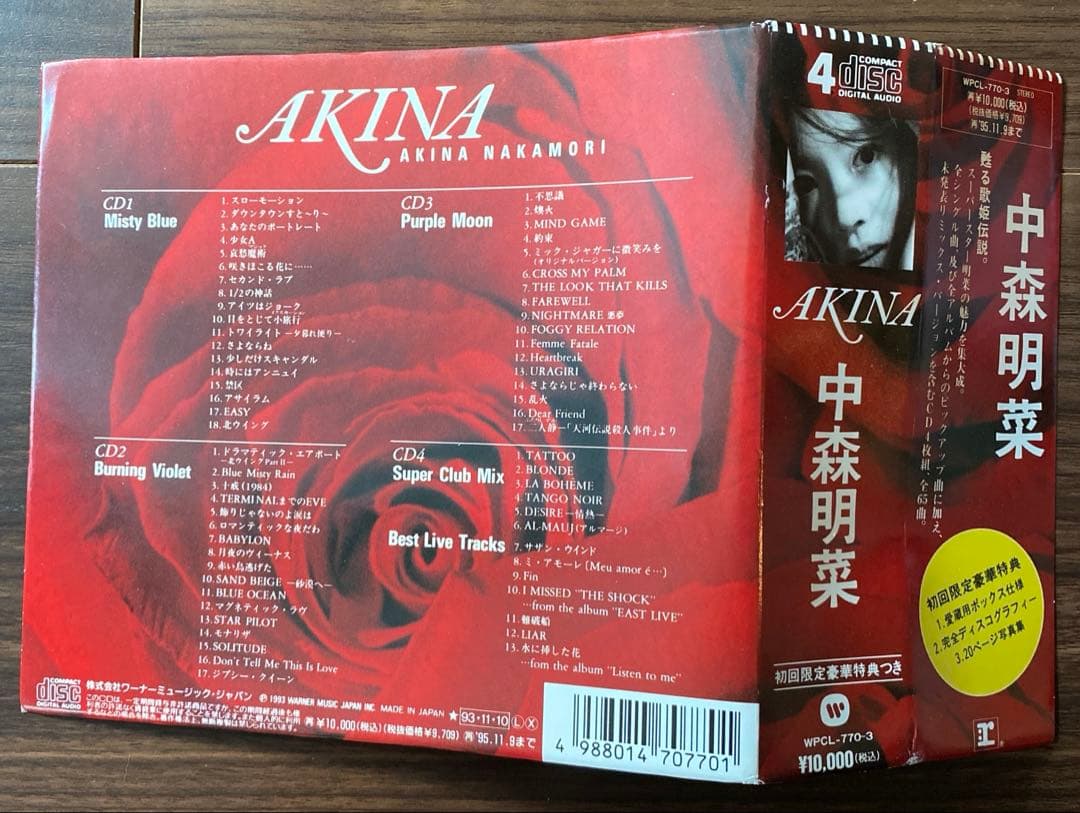 AKINA
AKINA NAKAMORI
CD1
Misty Blue
1. スローモーション
2. ダウンタウンすと〜り〜
3. あなたのポートレート
4. 少女A
5. 哀愁魔術
6. 咲きほこる花に……
7. セカンド・ラブ
8. 1/2の神話
9. アイツはジョーク
10. 目をとじて小旅行
11. トワイライト —夕暮れ便り—
12. さよならね
13. 少しだけスキャンダル
14. 時にはアンニュイ
15. 禁区
16. アサイラム
17. EASY
18. 北ウイング
CD2
Burning Violet
1. ドラマティック・エアポート
—北ウイングPart II—
2. Blue Misty Rain
3. 十戒(1984)
4. TERMINALまでのEVE
5. 飾りじゃないのよ涙は
6. ロマンティックな夜だわ
7. BABYLON
8. 月夜のヴィーナス
9. 赤い鳥逃げた
10. SAND BEIGE —砂漠へ—
11. BLUE OCEAN
12. マグネティック・ラヴ
13. STAR PILOT
14. モナリザ
15. SOLITUDE
16. Don't Tell Me This Is Love
17. ジプシー・クイーン
CD3
Purple Moon
1. 不思議
2. 燠火
3. MIND GAME
4. 約束
5. ミック・ジャガーに微笑みを
(オリジナルバージョン)
6. CROSS MY PALM
7. THE LOOK THAT KILLS
8. FAREWELL
9. NIGHTMARE 悪夢
10. FOGGY RELATION
11. Femme Fatale
12. Heartbreak
13. URAGIRI
14. さよならじゃ終わらない
15. 乱火
16. Dear Friend
17. 二人静 —「天河伝説殺人事件」より
CD4
Super Club Mix
1. TATTOO
2. BLONDE
3. LA BOHÈME
4. TANGO NOIR
5. DESIRE —情熱—
6. AL-MAUJ(アルマージ)
Best Live Tracks
7. サザン・ウインド
8. ミ・アモーレ (Meu amor é…)
9. Fin
10. I MISSED "THE SHOCK"
…from the album "EAST LIVE"
11. 難破船
12. LIAR
13. 水に挿した花
…fom the album "Listen to me"
COMPACT
disc
DIGITAL AUDIO
株式会社ワーナーミュージック・ジャパン
℗ 1993 WARNER MUSIC JAPAN INC. MADE IN JAPAN ★ 93・11・10 Ⓛ Ⓧ
再 ¥10,000(税込)(税抜価格¥9,709) 再 '95.11.9まで
4 988014 707701
4
COMPACT
disc
DIGITAL AUDIO
AKINA
中森明菜
初回限定豪華特典つき
WPCL-770-3
¥10,000(税込)
WPCL-770-3 STEREO
再¥10,000(税込)
(税抜価格¥9,709)
再'95.11.9まで
中森明菜
甦る歌姫伝説。
スーパースター明菜の魅力を集大成。
全シングル曲及び全アルバムからのピックアップ曲に加え、
未発表リミックス・バージョンを含むCD4枚組、全65曲。
初回限定豪華特典
1.愛蔵用ボックス仕様
2.完全ディスコグラフィー
3.20ページ写真集